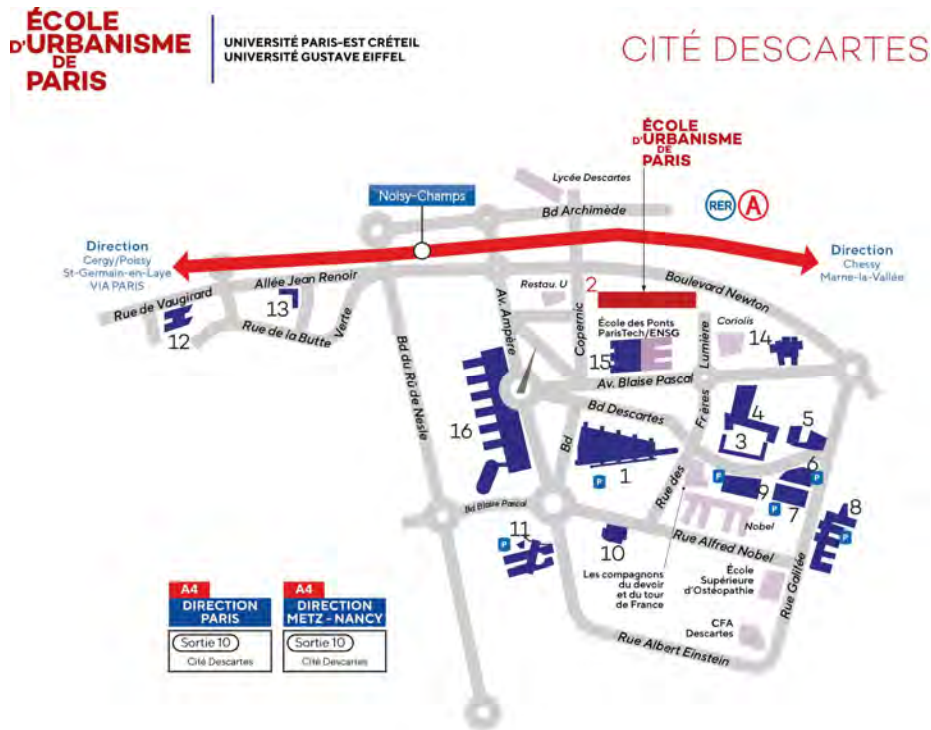 ÉCOLE
D'URBANISME
DE
PARIS
UNIVERSITÉ PARIS-EST CRÉTEIL
UNIVERSITÉ GUSTAVE EIFFEL
CITÉ DESCARTES
ÉCOLE
D'URBANISME
DE
PARIS
Lycée Descartes
Noisy-Champs
Bd Archimède
RER A
Direction
Cergy/Poissy
St-Germain-en-Laye
VIA PARIS
Direction
Chessy
Marne-la-Vallée
Allée Jean Renoir
Rue de Vaugirard
Rue de la Butte Verte
12
13
Restau. U
2
Boulevard Newton
Av. Ampère
Copernic
École des Ponts
ParisTech/ENSG
15
Lumière
Coriolis
14
Av. Blaise Pascal
Bd du Rû de Nesle
Bd Descartes
Frères
16
Bd
1
P
Rue des
4
3
5
6
P
P
9
7
P
Nobel
8
P
Bd Blaise Pascal
11
P
10
Rue Alfred Nobel
Les compagnons
du devoir
et du tour
de France
École
Supérieure
d'Ostéopathie
Rue Galilée
CFA
Descartes
Rue Albert Einstein
A4
DIRECTION
PARIS
Sortie 10
Cité Descartes
A4
DIRECTION
METZ - NANCY
Sortie 10
Cité Descartes